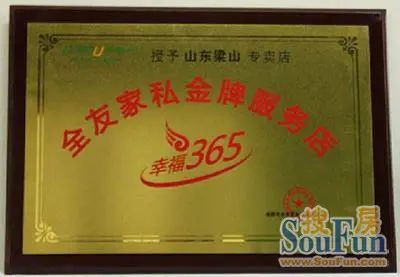 授予 山东梁山 专卖店
全友家私金牌服务店
幸福365
搜房
SouFun
www.SouFun.com